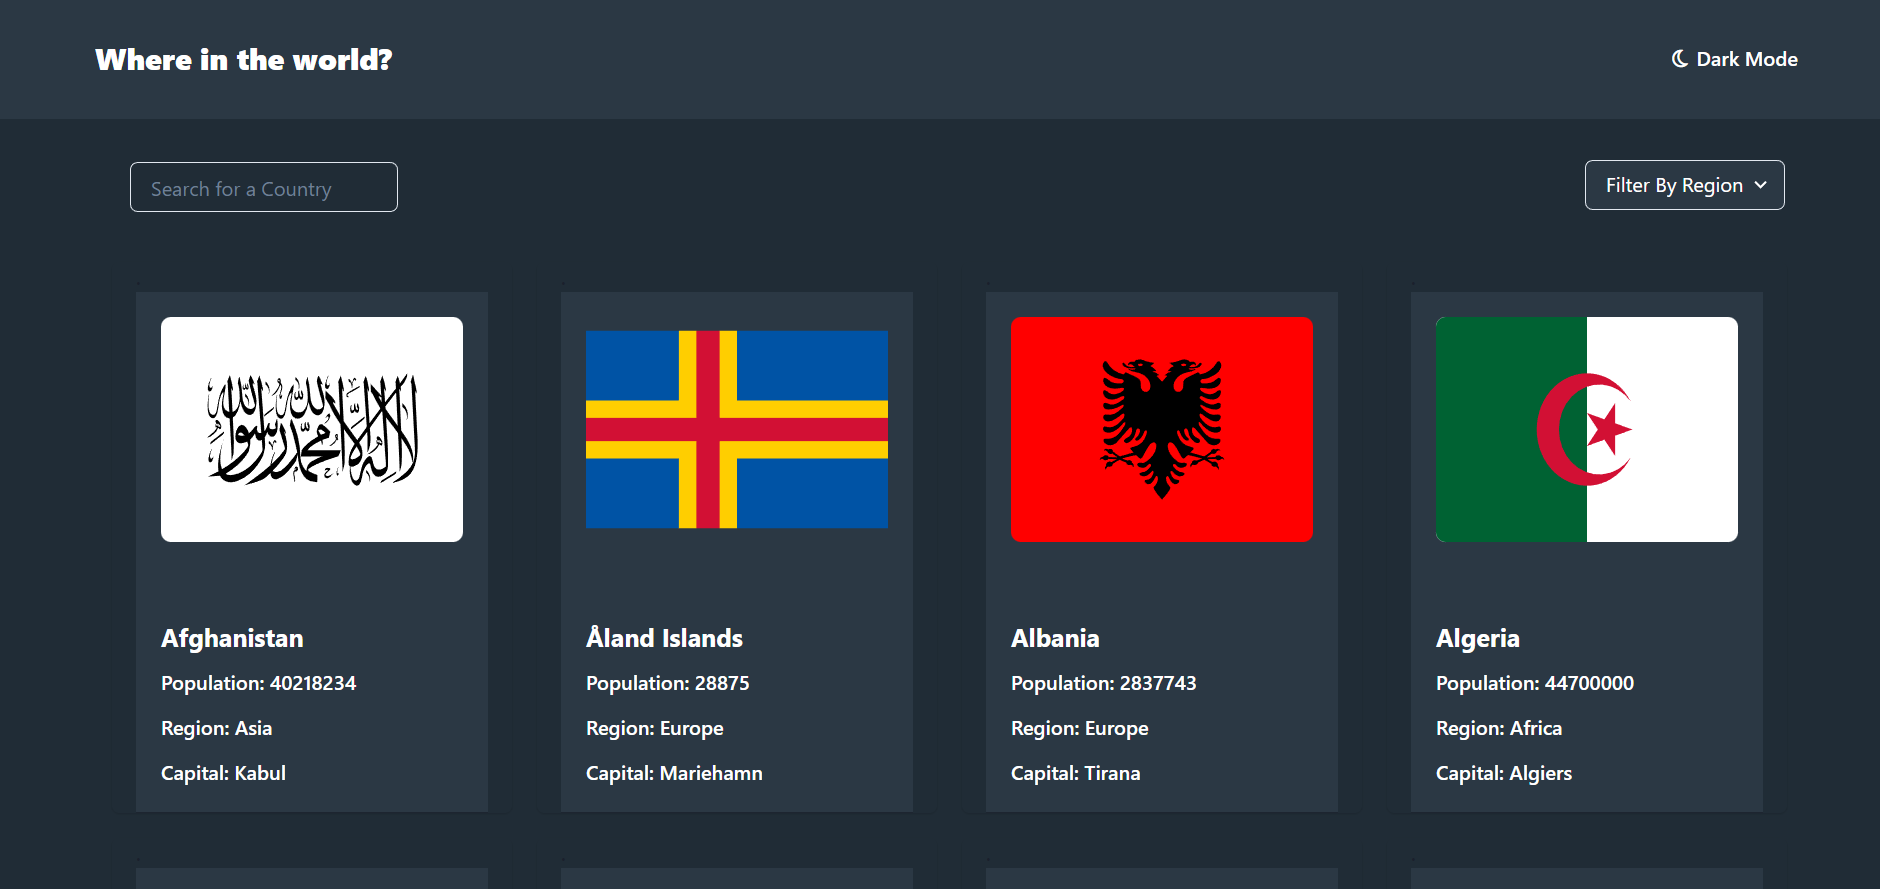 Where in the world?
Dark Mode
Search for a Country
Filter By Region
لا إله إلا الله محمد رسول الله
Afghanistan
Population: 40218234
Region: Asia
Capital: Kabul
Åland Islands
Population: 28875
Region: Europe
Capital: Mariehamn
Albania
Population: 2837743
Region: Europe
Capital: Tirana
Algeria
Population: 44700000
Region: Africa
Capital: Algiers